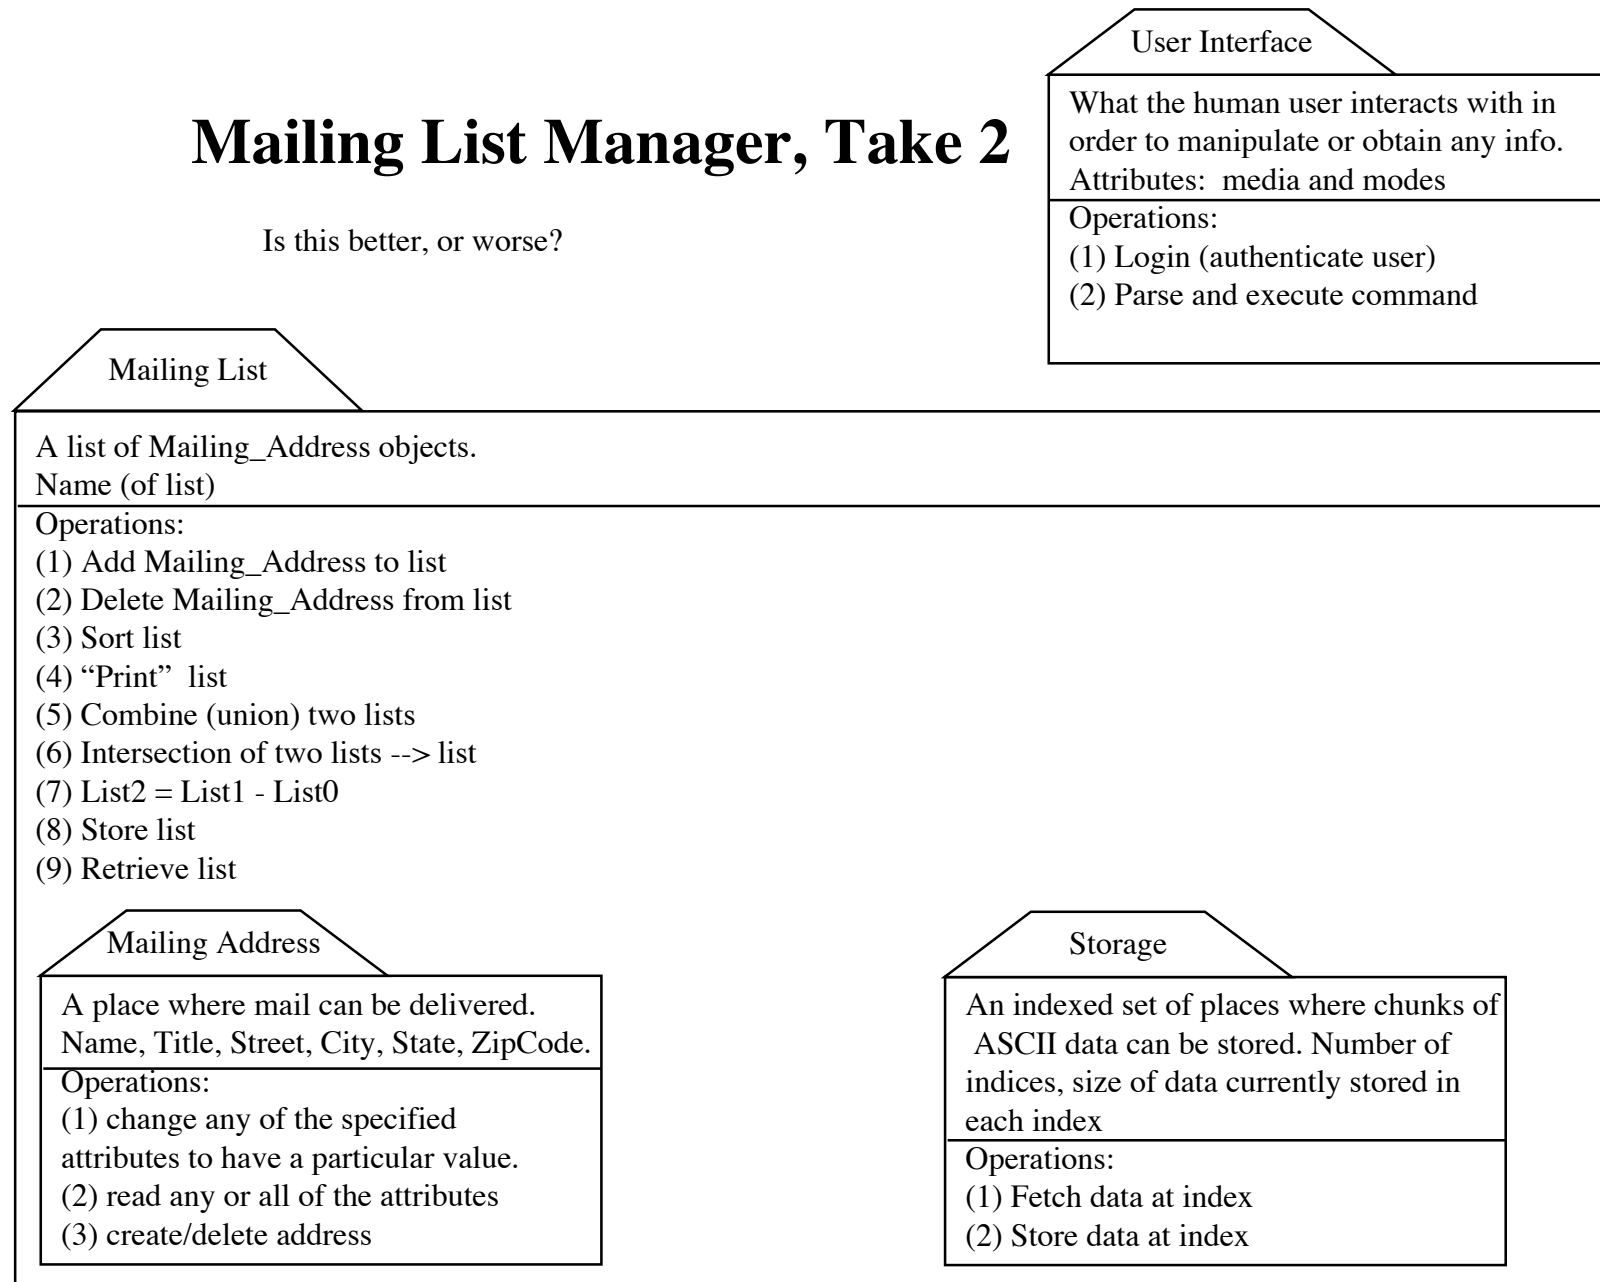 User Interface
What the human user interacts with in
order to manipulate or obtain any info.
Attributes:  media and modes
Operations:
(1) Login (authenticate user)
(2) Parse and execute command
Mailing List Manager, Take 2
Is this better, or worse?
Mailing List
A list of Mailing_Address objects.
Name (of list)
Operations:
(1) Add Mailing_Address to list
(2) Delete Mailing_Address from list
(3) Sort list
(4) “Print”  list
(5) Combine (union) two lists
(6) Intersection of two lists --> list
(7) List2 = List1 - List0
(8) Store list
(9) Retrieve list
Mailing Address
A place where mail can be delivered.
Name, Title, Street, City, State, ZipCode.
Operations:
(1) change any of the specified
attributes to have a particular value.
(2) read any or all of the attributes
(3) create/delete address
Storage
An indexed set of places where chunks of
ASCII data can be stored. Number of
indices, size of data currently stored in
each index
Operations:
(1) Fetch data at index
(2) Store data at index